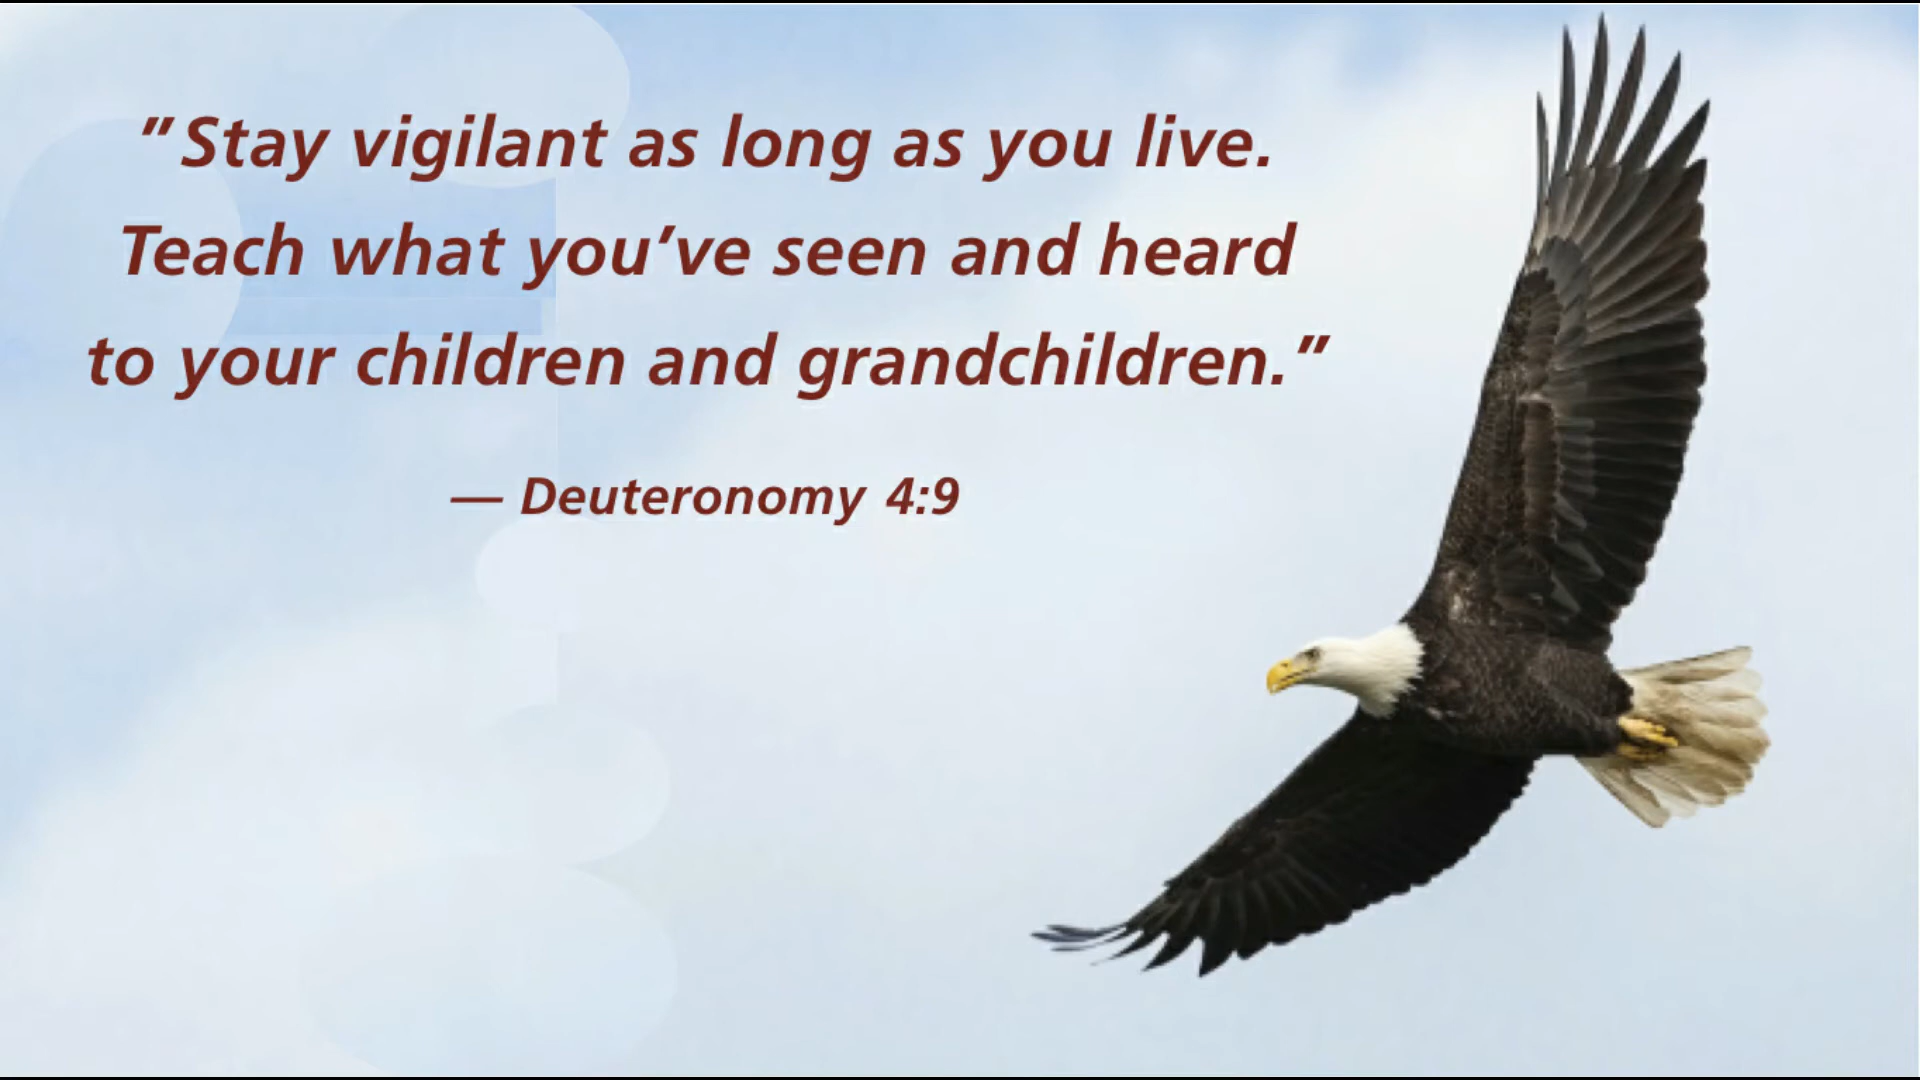 "Stay vigilant as long as you live.
Teach what you’ve seen and heard
to your children and grandchildren."
— Deuteronomy 4:9